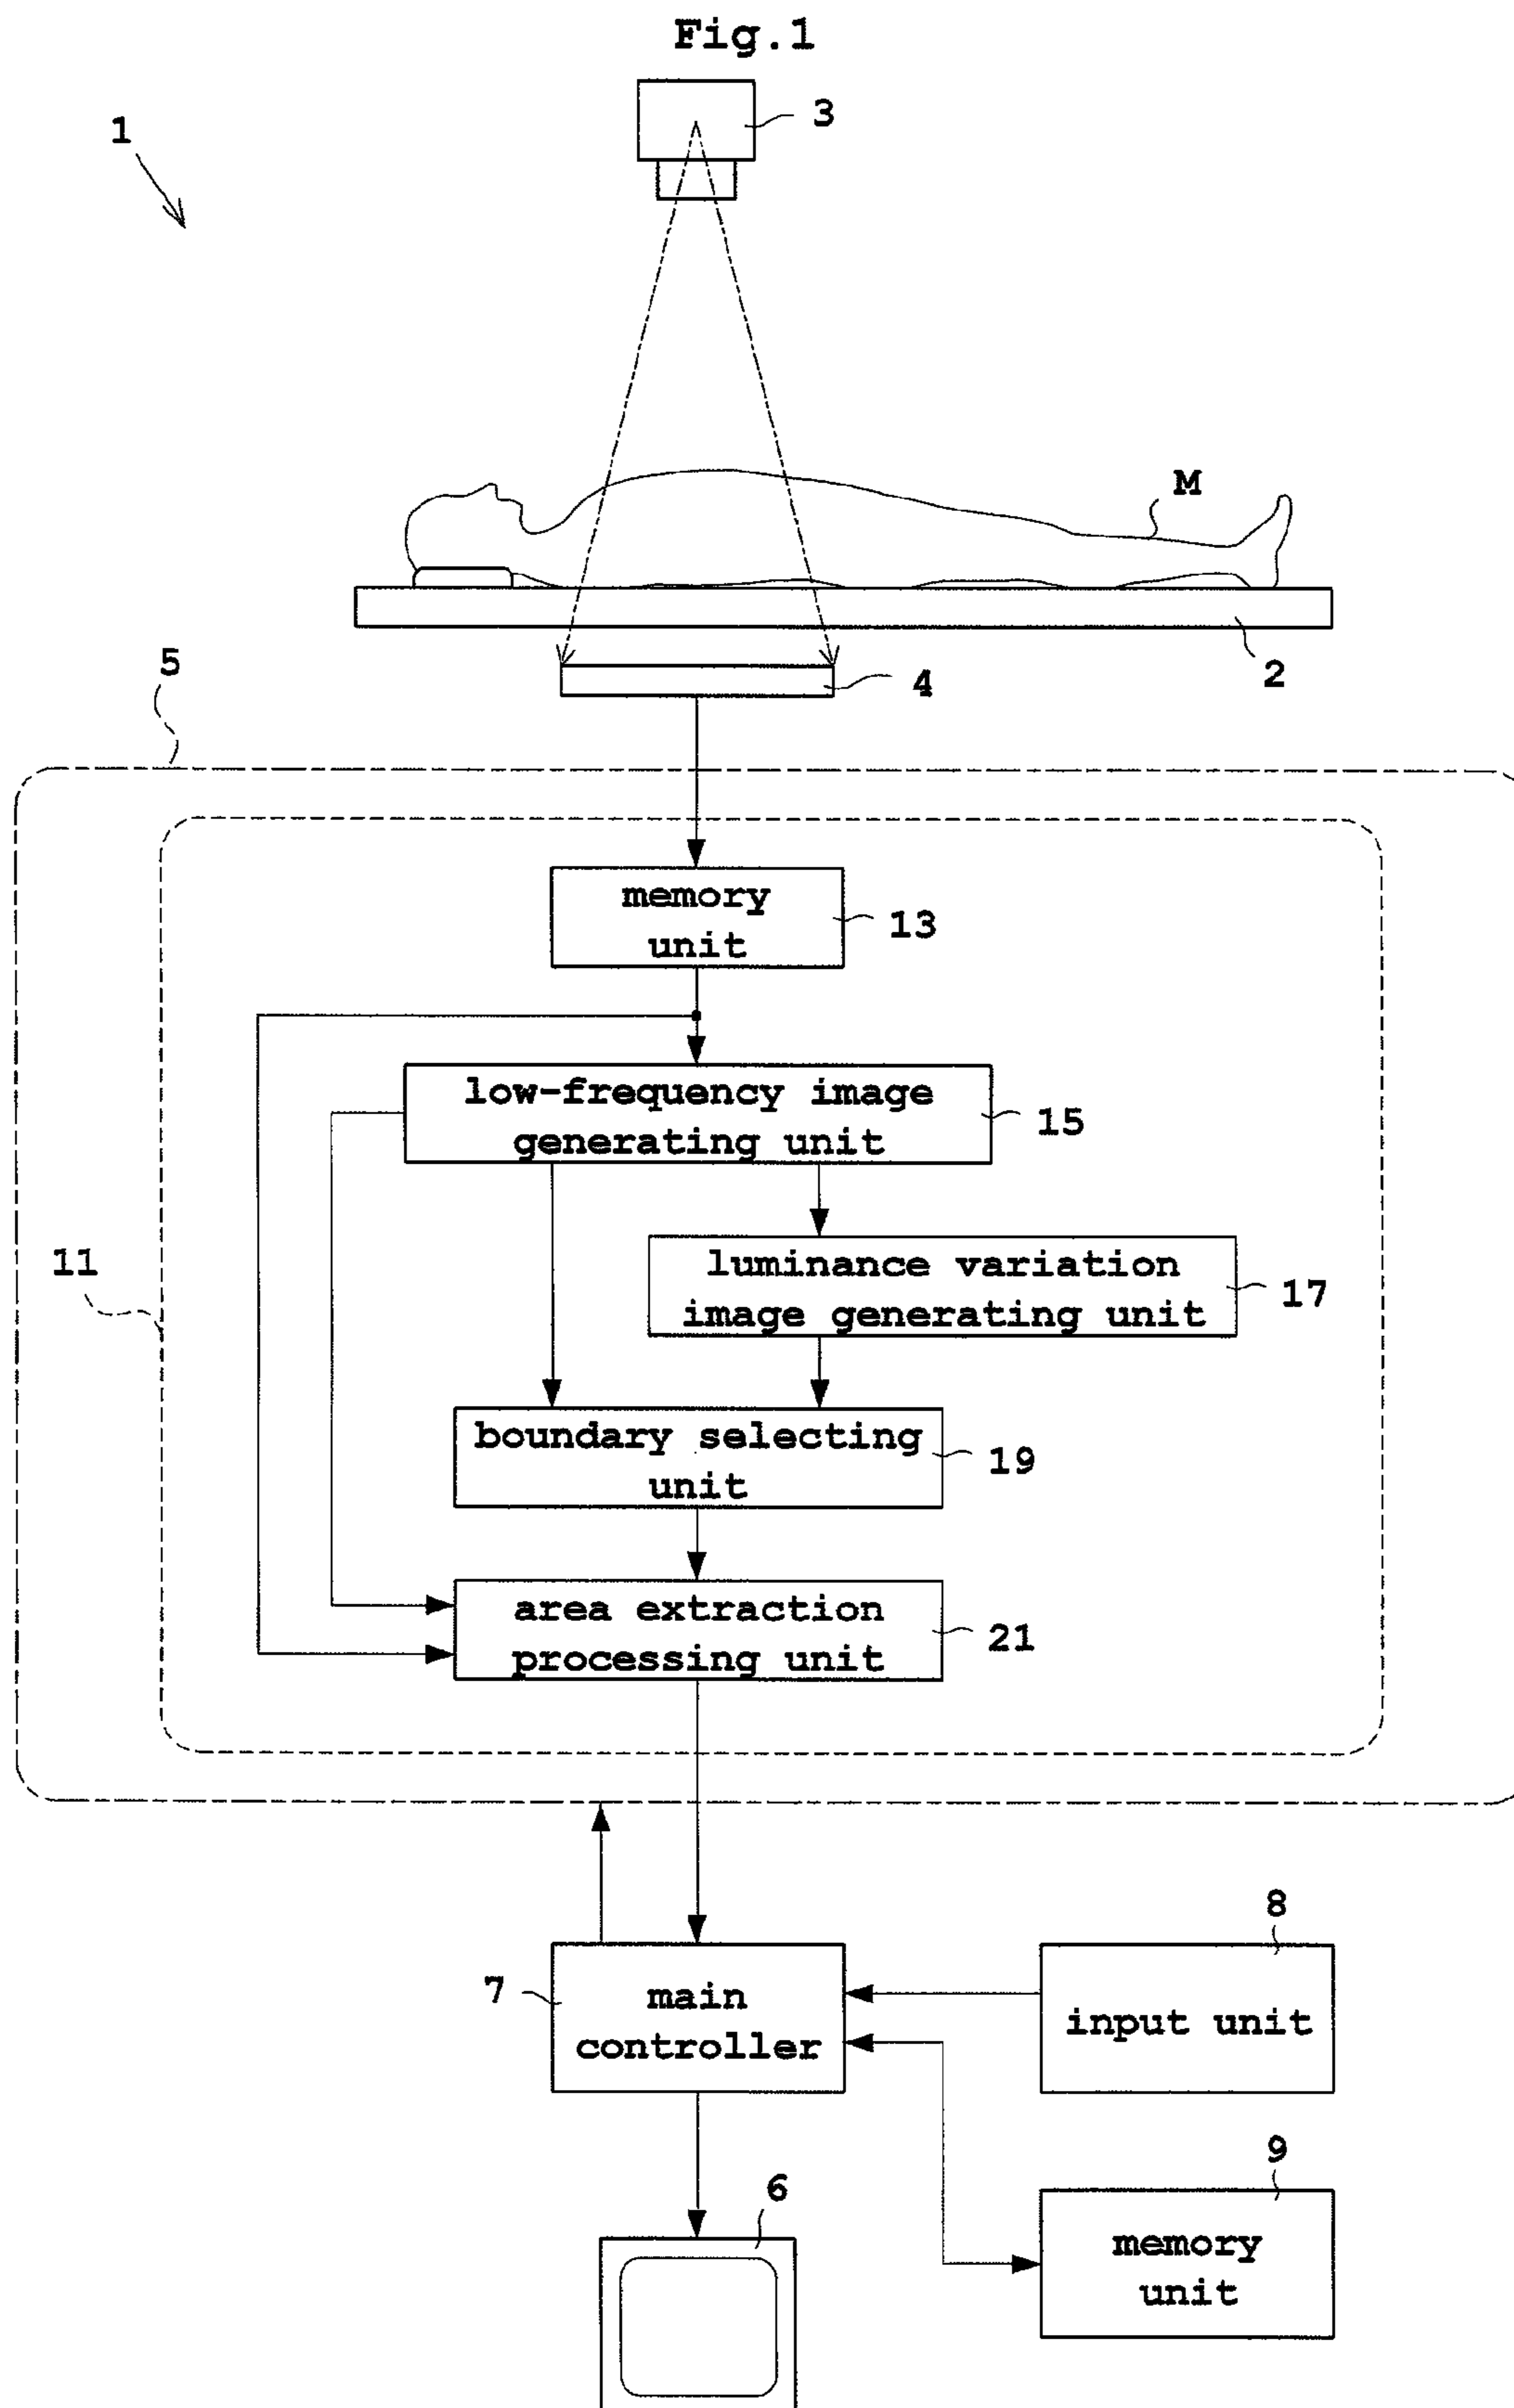 Fig.1
3
1
M
2
5
4
memory
unit
13
low-frequency image
generating unit
15
luminance variation
image generating unit
17
11
boundary selecting
unit
19
area extraction
processing unit
21
8
7
main
controller
input unit
9
6
memory
unit